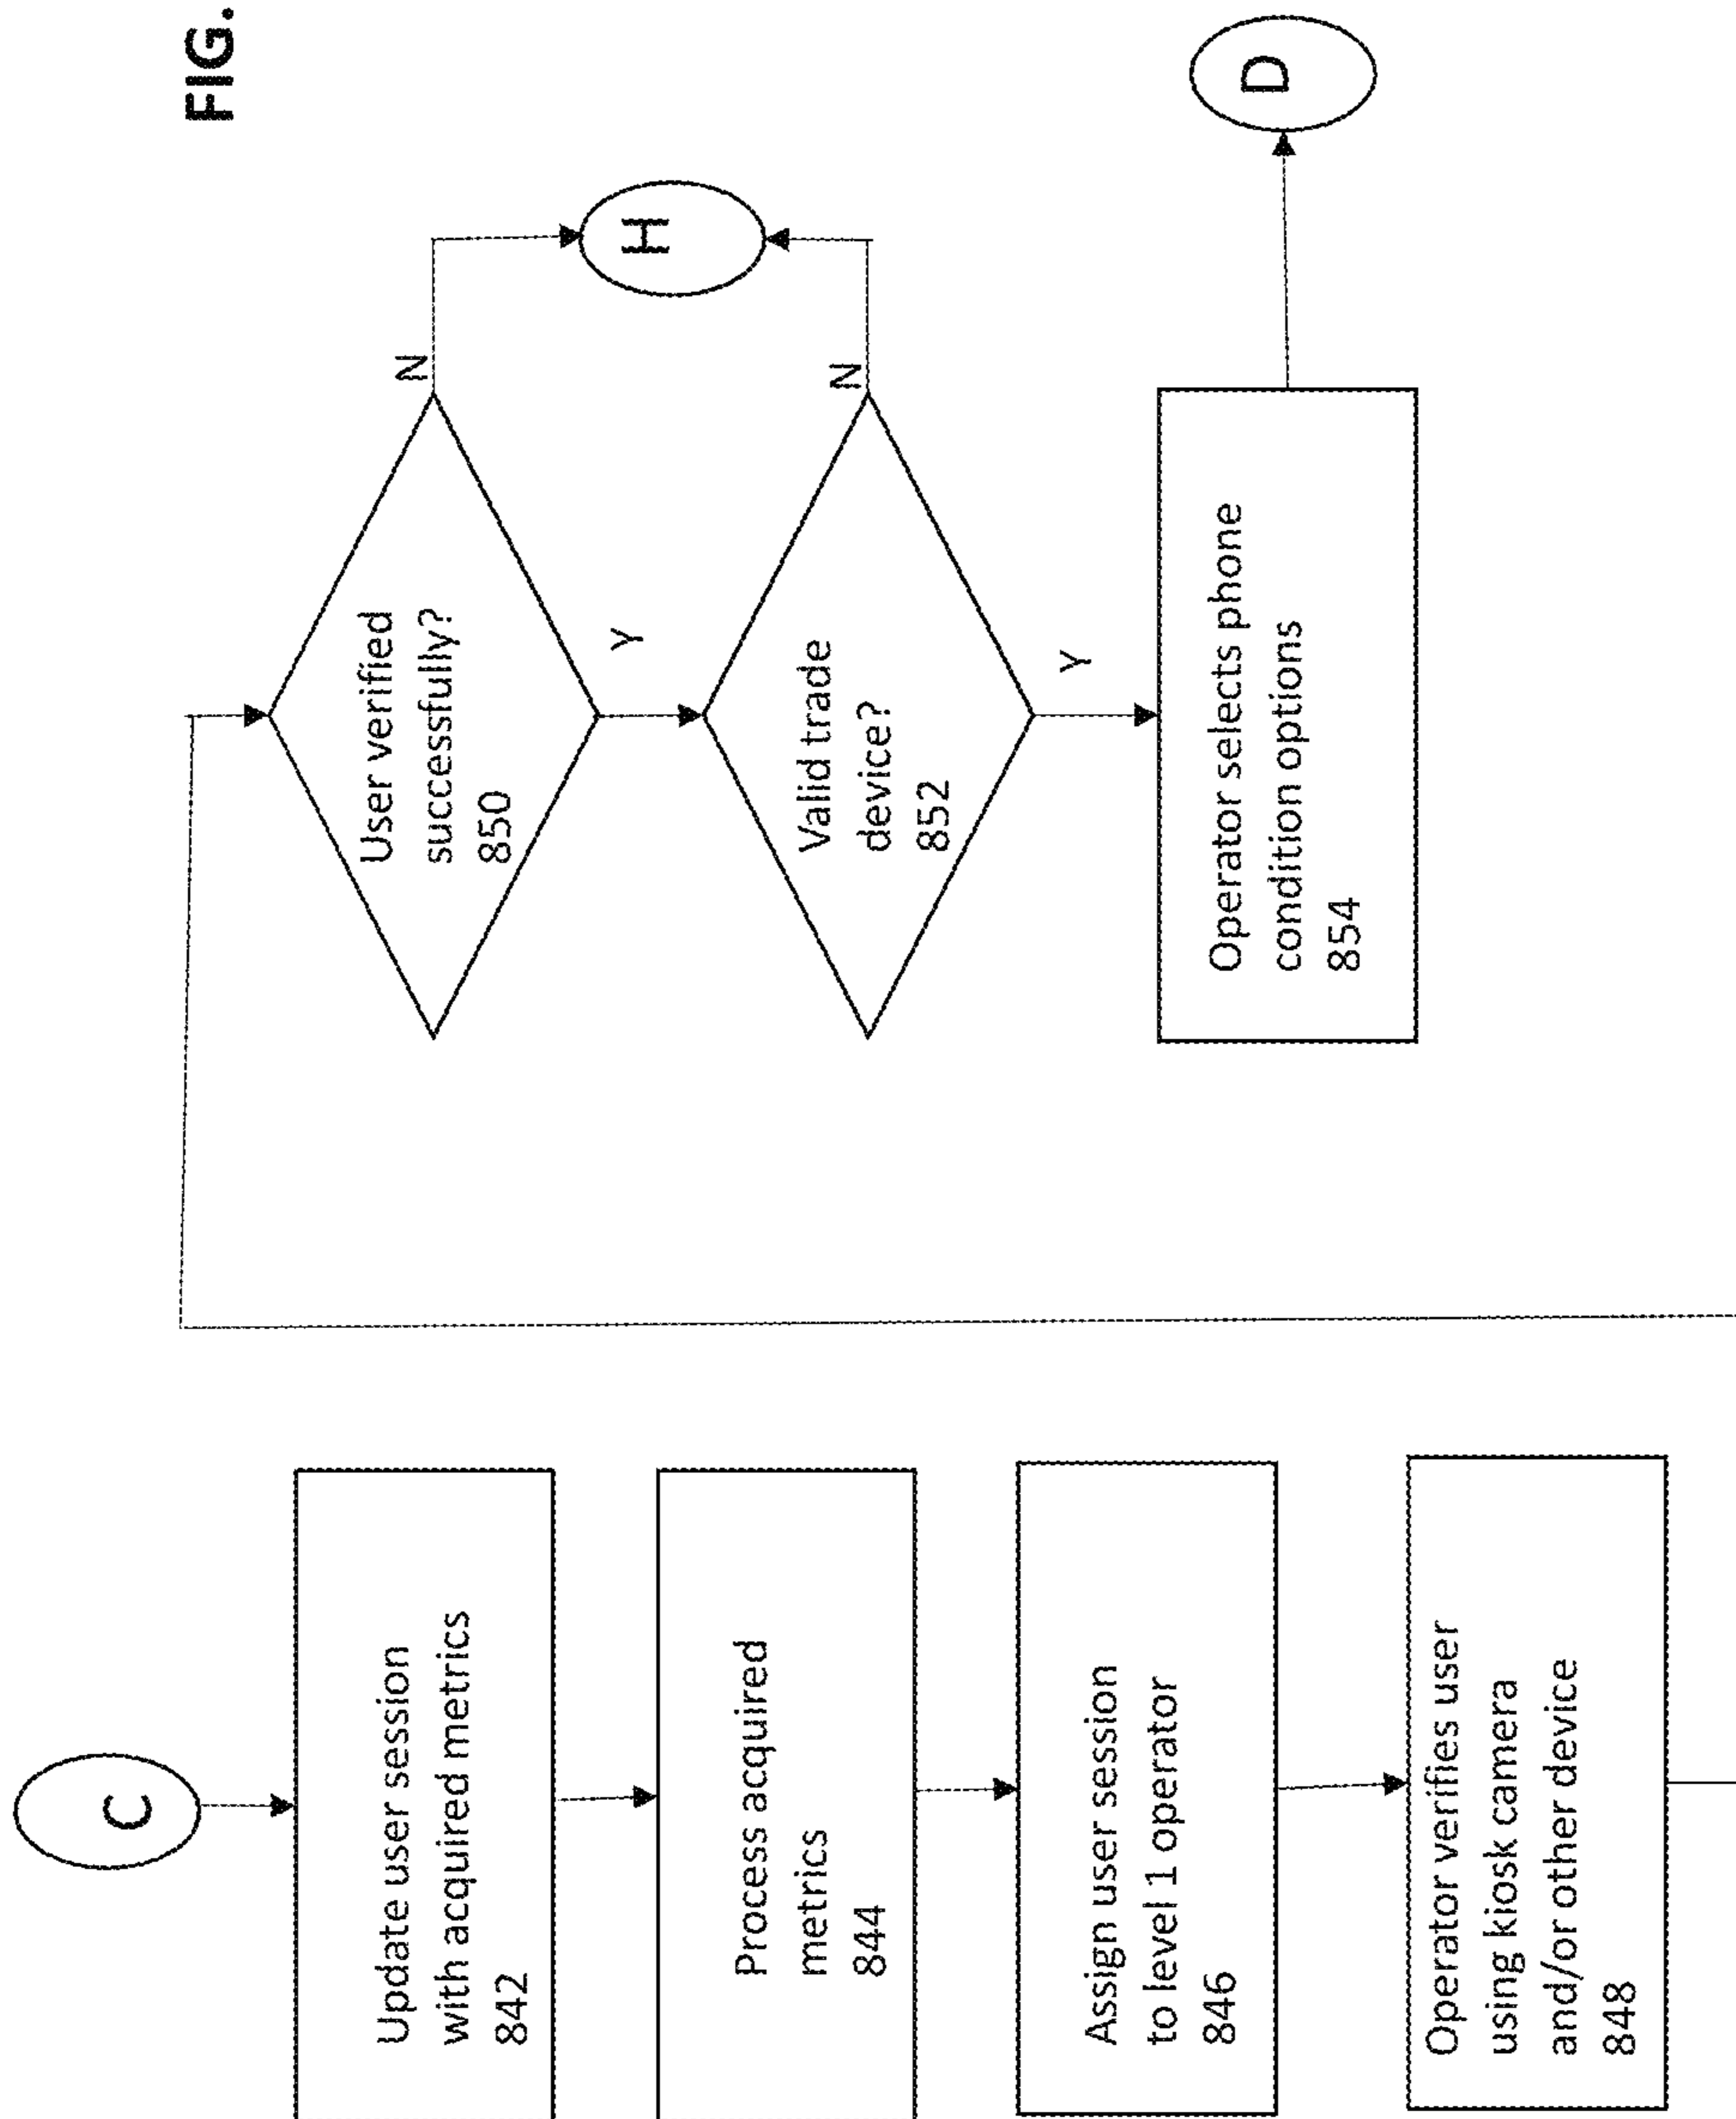 FIG.
C
Update user session
with acquired metrics
842
Process acquired
metrics
844
Assign user session
to level 1 operator
846
Operator verifies user
using kiosk camera
and/or other device
848
User verified
successfully?
850
N
H
Y
Valid trade
device?
852
N
Y
Operator selects phone
condition options
854
D